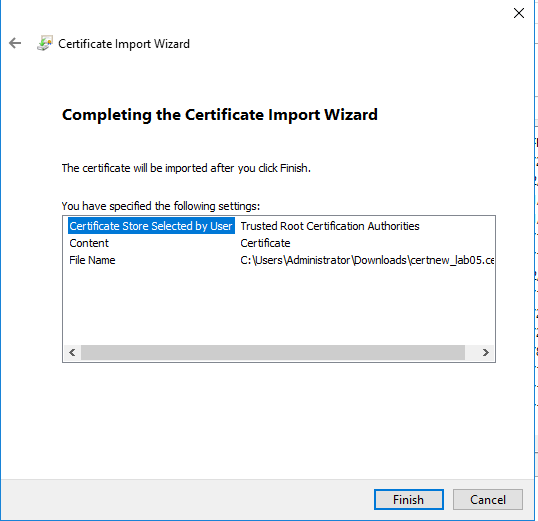 Certificate Import Wizard
Completing the Certificate Import Wizard
The certificate will be imported after you click Finish.
You have specified the following settings:
Certificate Store Selected by User Trusted Root Certification Authorities
Content Certificate
File Name C:\Users\Administrator\Downloads\certnew_lab05.ce
Finish Cancel